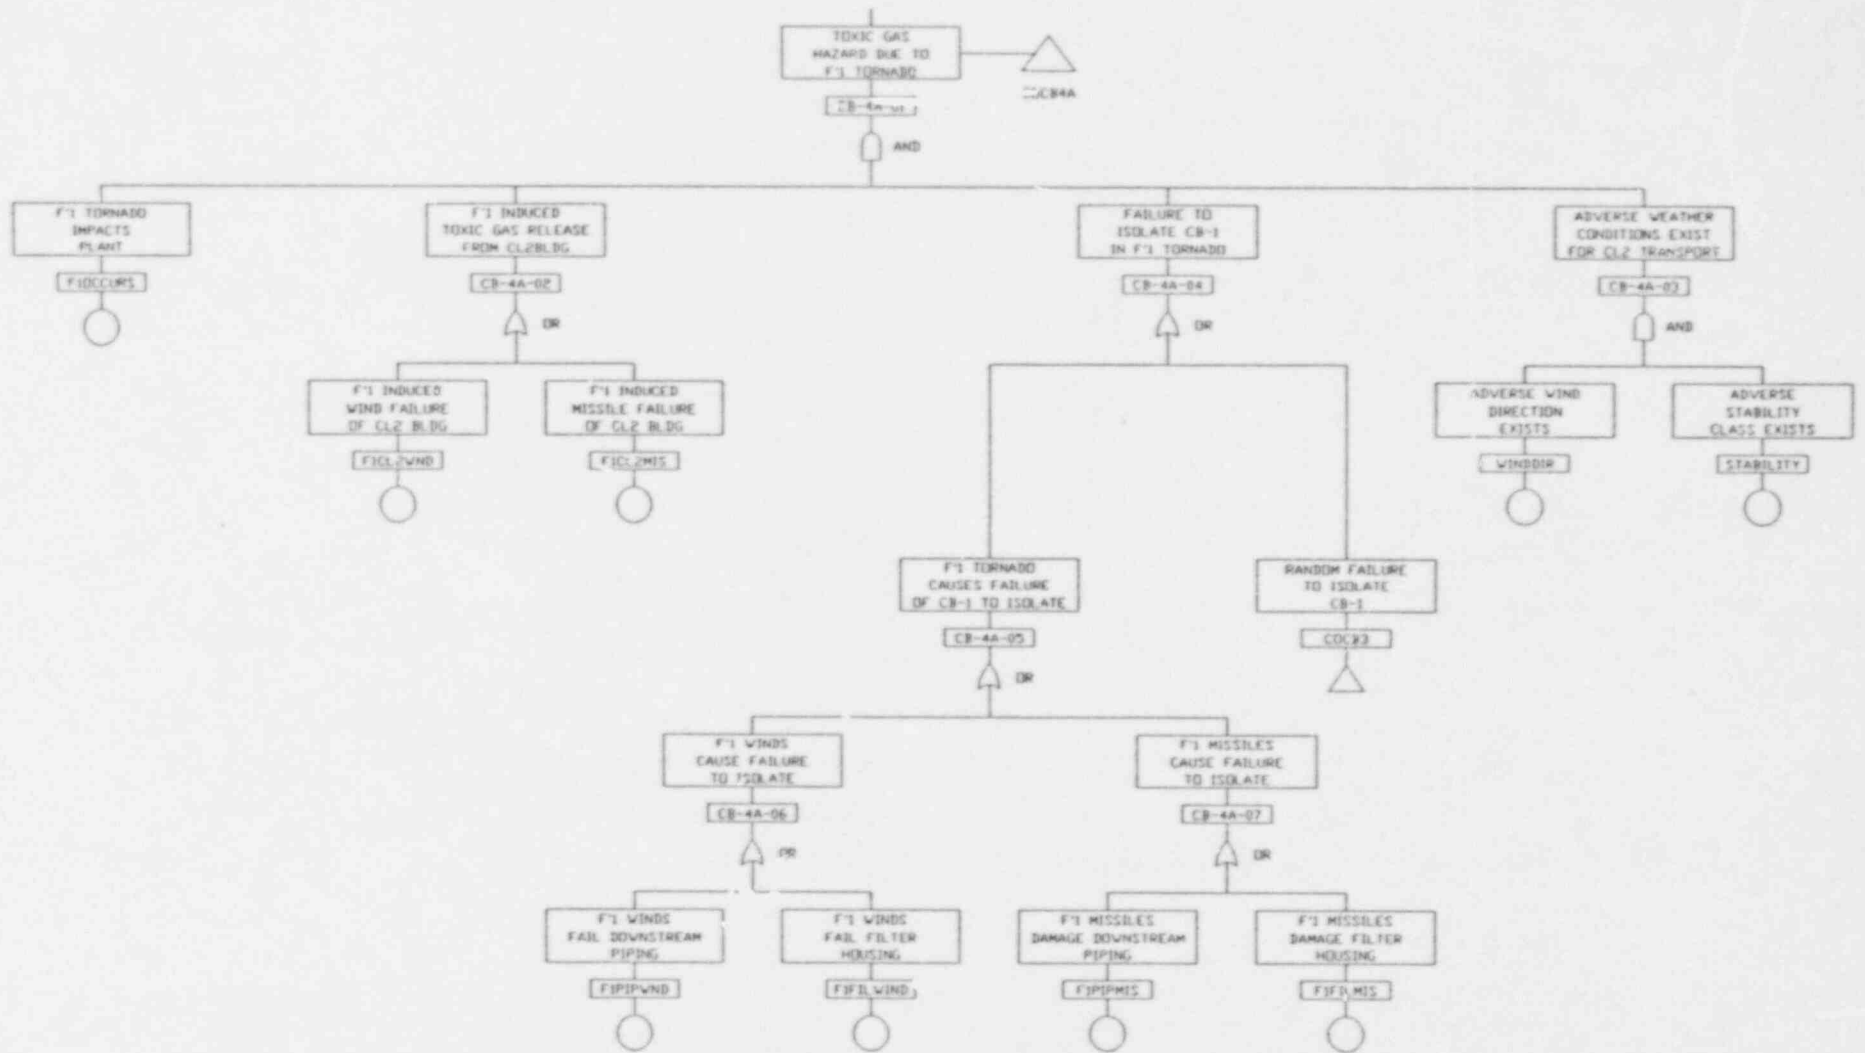 TOXIC GAS
HAZARD DUE TO
F'1 TORNADO
CB4A
AND
F'1 TORNADO
IMPACTS
PLANT
F1OCCURS
F'1 INDUCED
TOXIC GAS RELEASE
FROM CL2BLDG
CB-4A-02
OR
FAILURE TO
ISOLATE CB-1
IN F'1 TORNADO
CB-4A-04
OR
ADVERSE WEATHER
CONDITIONS EXIST
FOR CL2 TRANSPORT
CB-4A-03
AND
F'1 INDUCED
WIND FAILURE
OF CL2 BLDG
F1CL2WND
F'1 INDUCED
MISSILE FAILURE
OF CL2 BLDG
F1CL2MIS
ADVERSE WIND
DIRECTION
EXISTS
WINDDIR
ADVERSE
STABILITY
CLASS EXISTS
STABILITY
F'1 TORNADO
CAUSES FAILURE
OF CB-1 TO ISOLATE
CB-4A-05
OR
RANDOM FAILURE
TO ISOLATE
CB-1
COCB3
F'1 WINDS
CAUSE FAILURE
TO ISOLATE
CB-4A-06
OR
F'1 MISSILES
CAUSE FAILURE
TO ISOLATE
CB-4A-07
OR
F'1 WINDS
FAIL DOWNSTREAM
PIPING
F1PIPWND
F'1 WINDS
FAIL FILTER
HOUSING
F1FILWIND
F'1 MISSILES
DAMAGE DOWNSTREAM
PIPING
F1PIPMIS
F'1 MISSILES
DAMAGE FILTER
HOUSING
F1FILMIS